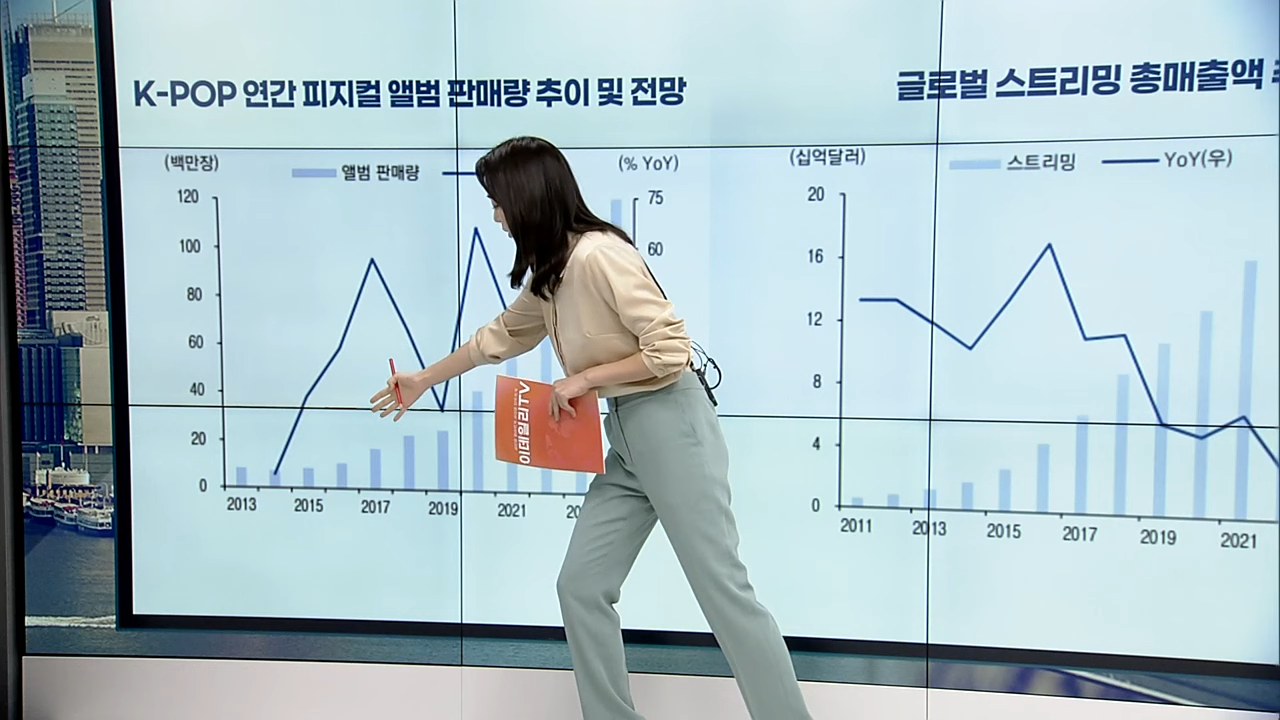 K-POP 연간 피지컬 앨범 판매량 추이 및 전망
(백만장)
앨범 판매량
(% YoY)
120
100
80
60
40
20
0
75
60
2013
2015
2017
2019
2021
글로벌 스트리밍 총매출액
(십억달러)
스트리밍
YoY(우)
20
16
12
8
4
0
2011
2013
2015
2017
2019
2021
이데일리TV